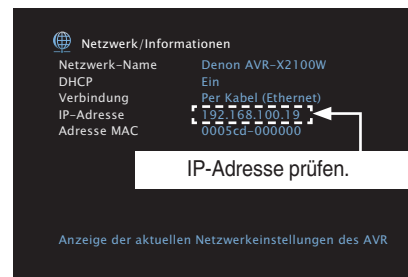 Netzwerk/Informationen
Netzwerk-Name Denon AVR-X2100W
DHCP Ein
Verbindung Per Kabel (Ethernet)
IP-Adresse 192.168.100.19
Adresse MAC 0005cd-000000
IP-Adresse prüfen.
Anzeige der aktuellen Netzwerkeinstellungen des AVR